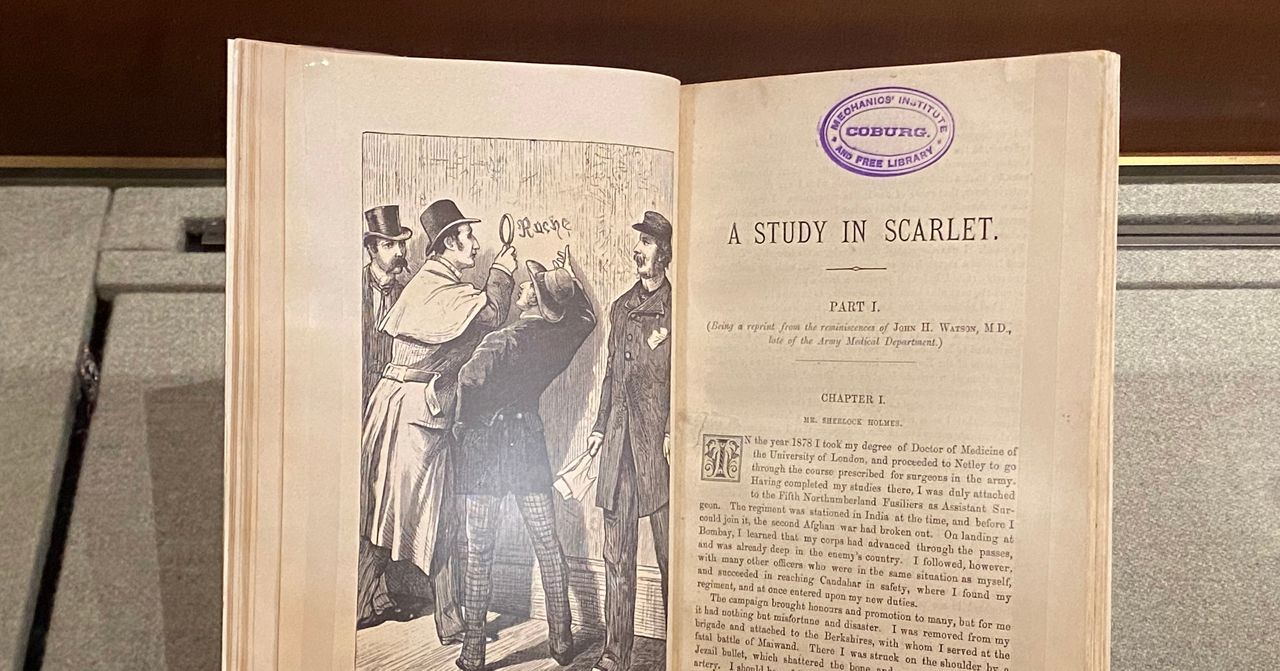 Rache
MECHANICS' INSTITUTE
COBURG.
AND FREE LIBRARY
A STUDY IN SCARLET.
PART I.
(Being a reprint from the reminiscences of JOHN H. WATSON, M.D.,
late of the Army Medical Department.)
CHAPTER I.
MR. SHERLOCK HOLMES.
IN the year 1878 I took my degree of Doctor of Medicine of
the University of London, and proceeded to Netley to go
through the course prescribed for surgeons in the army.
Having completed my studies there, I was duly attached
to the Fifth Northumberland Fusiliers as Assistant Sur-
geon. The regiment was stationed in India at the time, and before I
could join it, the second Afghan war had broken out. On landing at
Bombay, I learned that my corps had advanced through the passes,
and was already deep in the enemy's country. I followed, however,
with many other officers who were in the same situation as myself,
and succeeded in reaching Candahar in safety, where I found my
regiment, and at once entered upon my new duties.
The campaign brought honours and promotion to many, but for me
it had nothing but misfortune and disaster. I was removed from my
brigade and attached to the Berkshires, with whom I served at the
fatal battle of Maiwand. There I was struck on the shoulder by a
Jezail bullet, which shattered the bone and
artery. I should